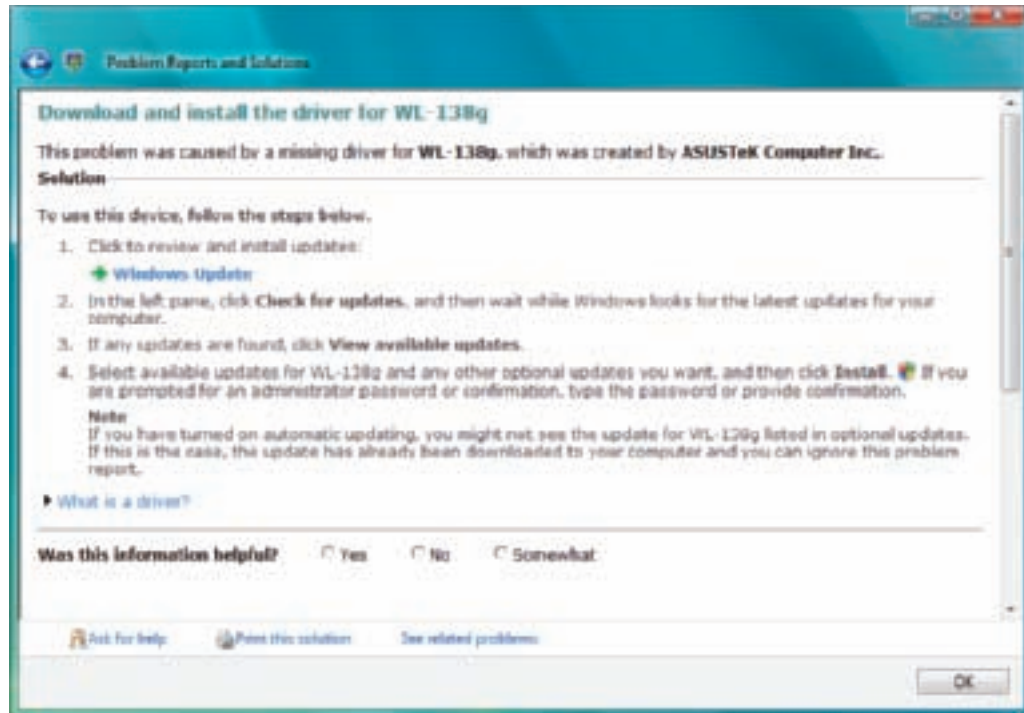 Problem Reports and Solutions
Download and install the driver for WL-138g
This problem was caused by a missing driver for WL-138g, which was created by ASUSTeK Computer Inc..
Solution
To use this device, follow the steps below.
1. Click to review and install updates:
Windows Update
2. In the left pane, click Check for updates, and then wait while Windows looks for the latest updates for your
computer.
3. If any updates are found, click View available updates.
4. Select available updates for WL-138g and any other optional updates you want, and then click Install. If you
are prompted for an administrator password or confirmation, type the password or provide confirmation.
Note
If you have turned on automatic updating, you might not see the update for WL-138g listed in optional updates.
If this is the case, the update has already been downloaded to your computer and you can ignore this problem
report.
What is a driver?
Was this information helpful? Yes No Somewhat
Ask for help Print this solution See related problems
OK